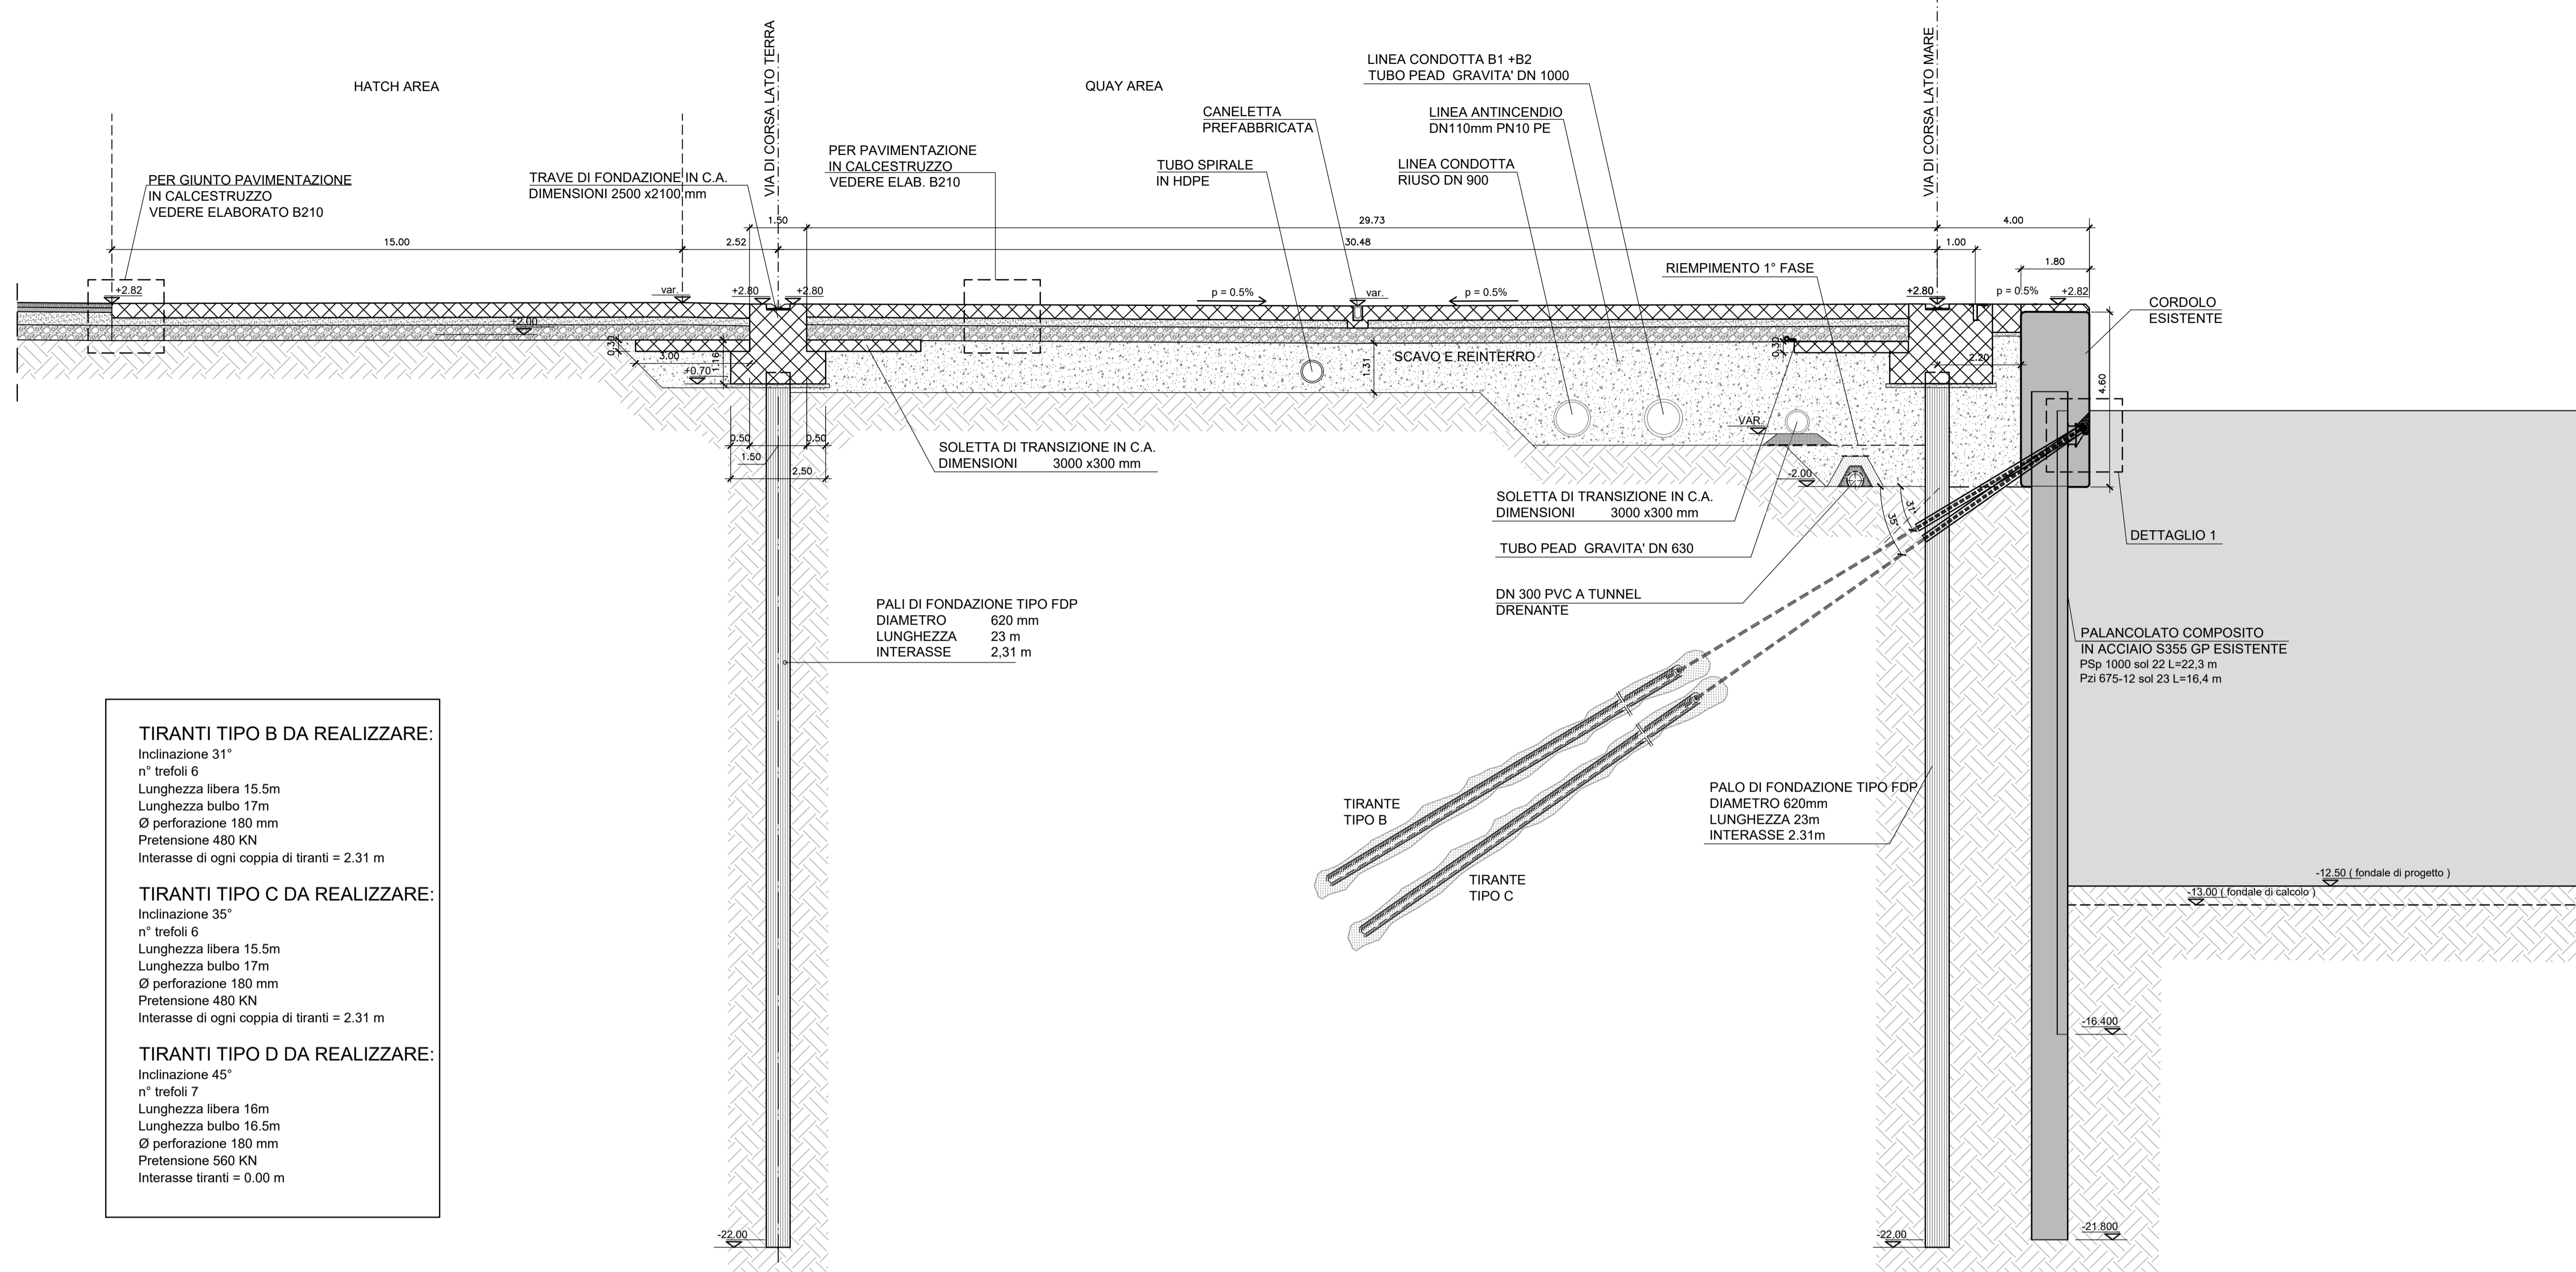 HATCH AREA
VIA DI CORSA LATO TERRA
QUAY AREA
LINEA CONDOTTA B1 +B2
TUBO PEAD  GRAVITA' DN 1000
VIA DI CORSA LATO MARE
CANELETTA
PREFABBRICATA
LINEA ANTINCENDIO
DN110mm PN10 PE
PER PAVIMENTAZIONE
IN CALCESTRUZZO
VEDERE ELAB. B210
TUBO SPIRALE
IN HDPE
LINEA CONDOTTA
RIUSO DN 900
PER GIUNTO PAVIMENTAZIONE
IN CALCESTRUZZO
VEDERE ELABORATO B210
TRAVE DI FONDAZIONE IN C.A.
DIMENSIONI 2500 x2100 mm
1.50
29.73
4.00
15.00
2.52
30.48
1.00
RIEMPIMENTO 1° FASE
1.80
+2.82
var.
+2.80
+2.80
p = 0.5%
var.
p = 0.5%
+2.80
p = 0.5%
+2.82
CORDOLO
ESISTENTE
+2.00
0,30
3.00
1.16
+0.70
1.31
SCAVO E REINTERRO
0,30
2.20
4.60
0.50
0.50
1.50
2.50
SOLETTA DI TRANSIZIONE IN C.A.
DIMENSIONI 3000 x300 mm
VAR.
-2.00
SOLETTA DI TRANSIZIONE IN C.A.
DIMENSIONI 3000 x300 mm
31°
35°
DETTAGLIO 1
TUBO PEAD  GRAVITA' DN 630
DN 300 PVC A TUNNEL
DRENANTE
PALI DI FONDAZIONE TIPO FDP
DIAMETRO 620 mm
LUNGHEZZA 23 m
INTERASSE 2,31 m
PALANCOLATO COMPOSITO
IN ACCIAIO S355 GP ESISTENTE
PSp 1000 sol 22 L=22,3 m
Pzi 675-12 sol 23 L=16,4 m
TIRANTI TIPO B DA REALIZZARE:
Inclinazione 31°
n° trefoli 6
Lunghezza libera 15.5m
Lunghezza bulbo 17m
Ø perforazione 180 mm
Pretensione 480 KN
Interasse di ogni coppia di tiranti = 2.31 m
TIRANTI TIPO C DA REALIZZARE:
Inclinazione 35°
n° trefoli 6
Lunghezza libera 15.5m
Lunghezza bulbo 17m
Ø perforazione 180 mm
Pretensione 480 KN
Interasse di ogni coppia di tiranti = 2.31 m
TIRANTI TIPO D DA REALIZZARE:
Inclinazione 45°
n° trefoli 7
Lunghezza libera 16m
Lunghezza bulbo 16.5m
Ø perforazione 180 mm
Pretensione 560 KN
Interasse tiranti = 0.00 m
TIRANTE
TIPO B
TIRANTE
TIPO C
PALO DI FONDAZIONE TIPO FDP
DIAMETRO 620mm
LUNGHEZZA 23m
INTERASSE 2.31m
-12.50 ( fondale di progetto )
-13.00 ( fondale di calcolo )
-16.400
-21.800
-22.00
-22.00